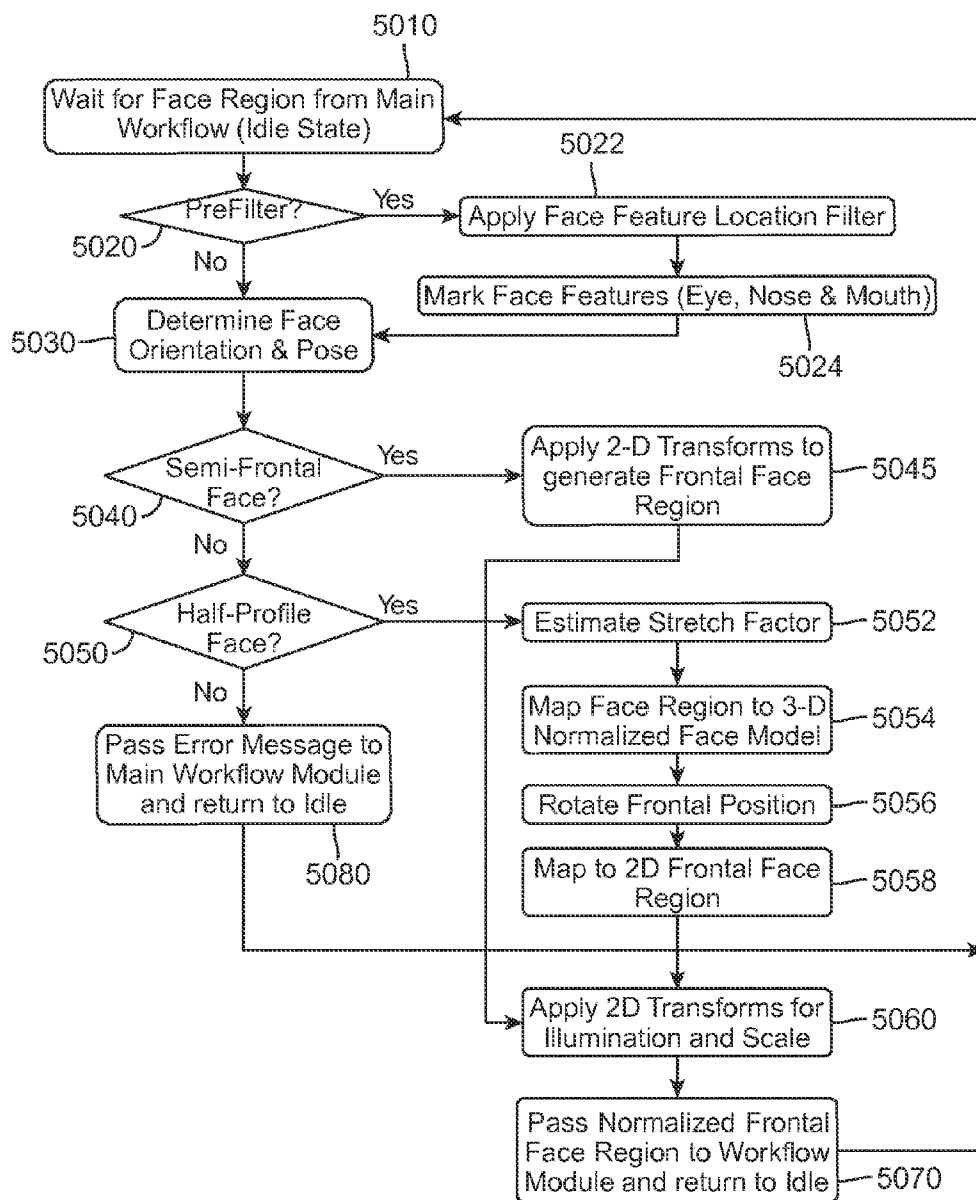 5010
Wait for Face Region from Main
Workflow (Idle State)
5022
PreFilter?
Yes
Apply Face Feature Location Filter
5020
No
Mark Face Features (Eye, Nose & Mouth)
5030
Determine Face
Orientation & Pose
5024
Semi-Frontal
Face?
Yes
Apply 2-D Transforms to
generate Frontal Face
Region
5045
5040
No
Half-Profile
Face?
Yes
Estimate Stretch Factor
5052
5050
No
Map Face Region to 3-D
Normalized Face Model
5054
Pass Error Message to
Main Workflow Module
and return to Idle
Rotate Frontal Position
5056
5080
Map to 2D Frontal Face
Region
5058
Apply 2D Transforms for
Illumination and Scale
5060
Pass Normalized Frontal
Face Region to Workflow
Module and return to Idle
5070